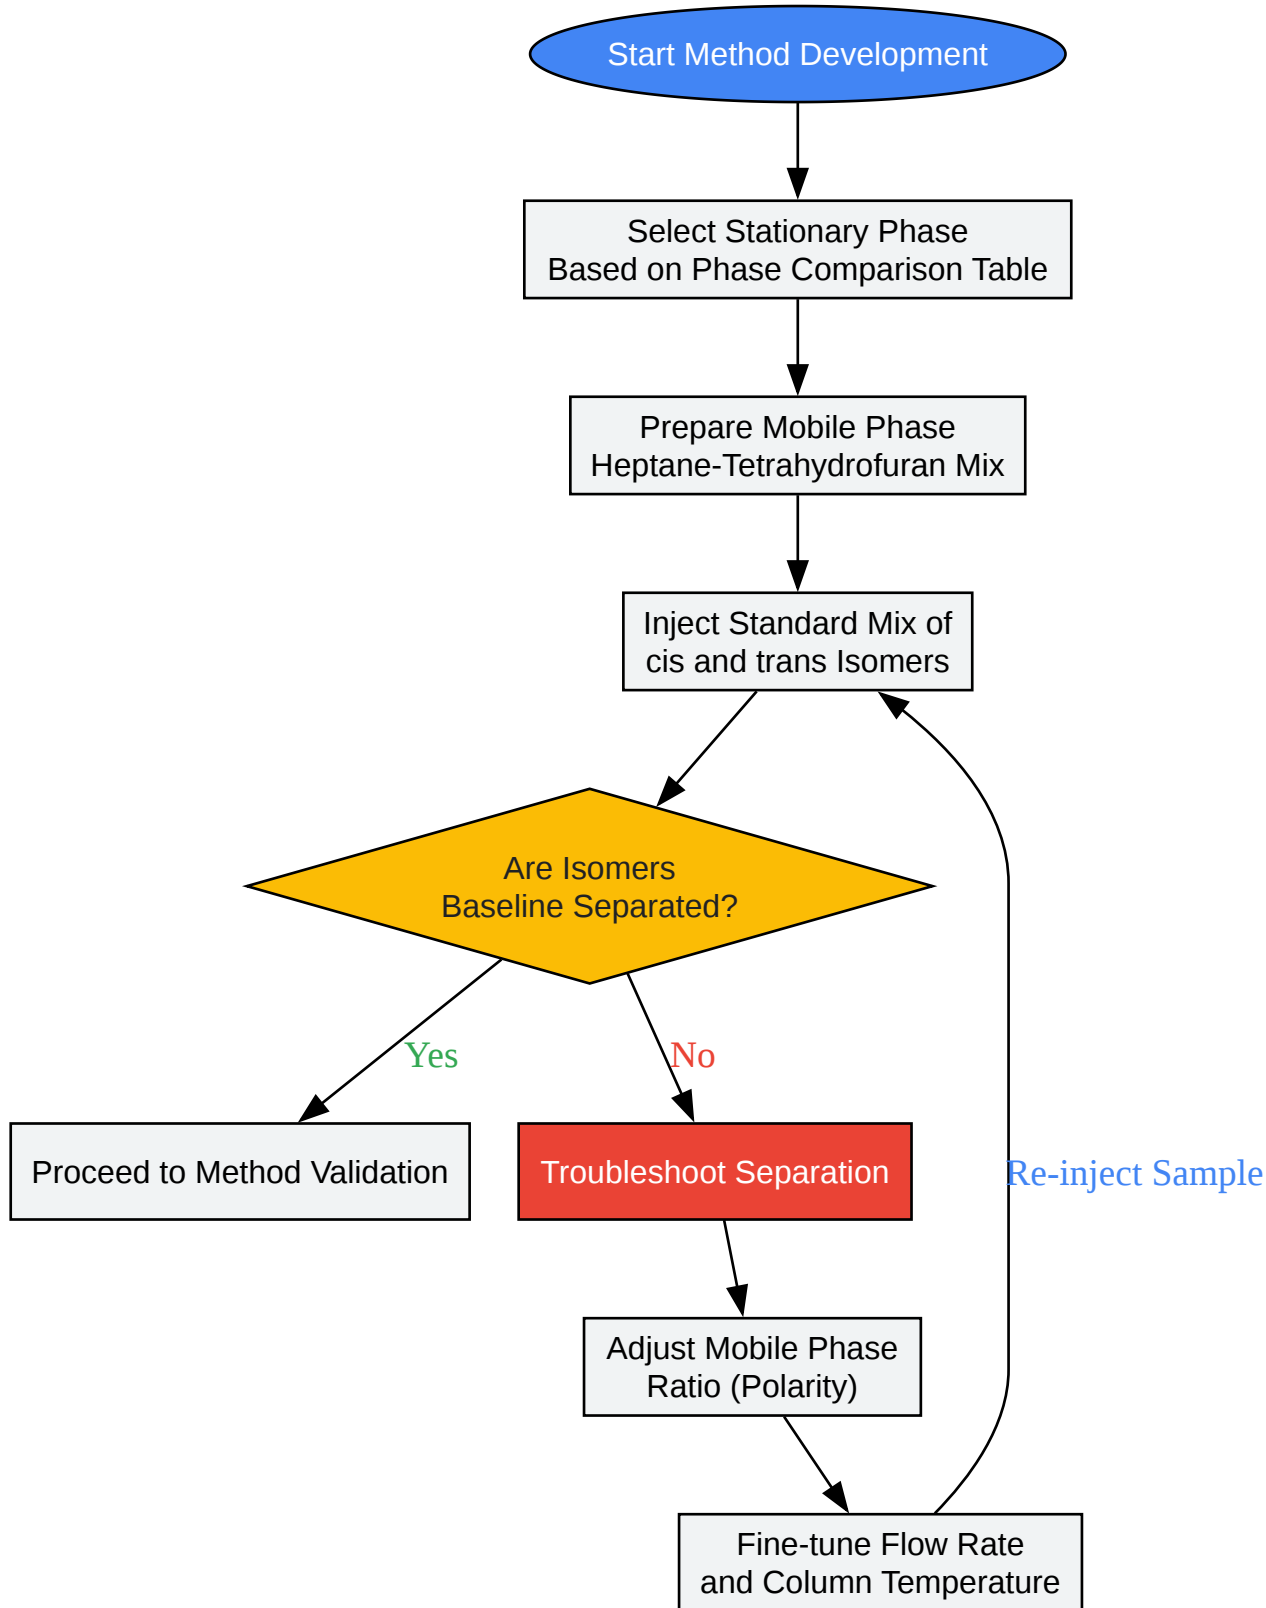 Start Method Development
Select Stationary Phase
Based on Phase Comparison Table
Prepare Mobile Phase
Heptane-Tetrahydrofuran Mix
Inject Standard Mix of
cis and trans Isomers
Are Isomers
Baseline Separated?
Yes
No
Proceed to Method Validation
Troubleshoot Separation
Re-inject Sample
Adjust Mobile Phase
Ratio (Polarity)
Fine-tune Flow Rate
and Column Temperature